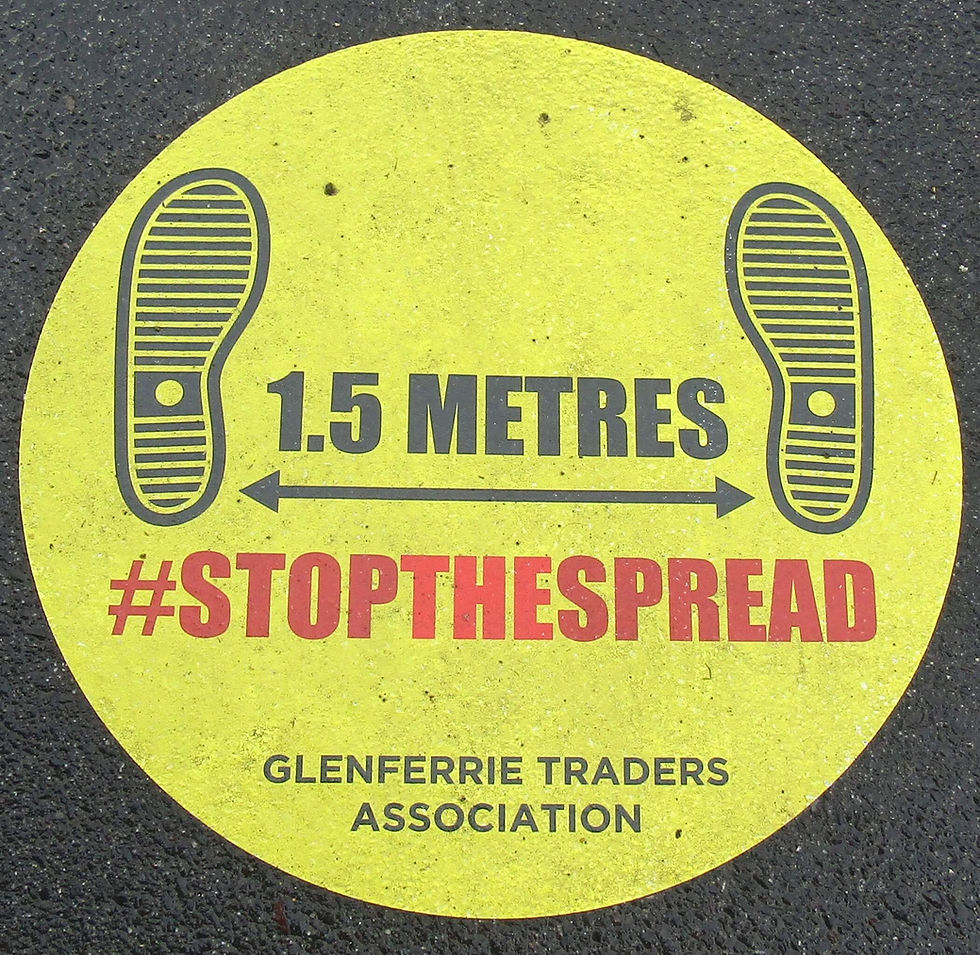 1.5 METRES
#STOPTHESPREAD
GLENFERRIE TRADERS
ASSOCIATION